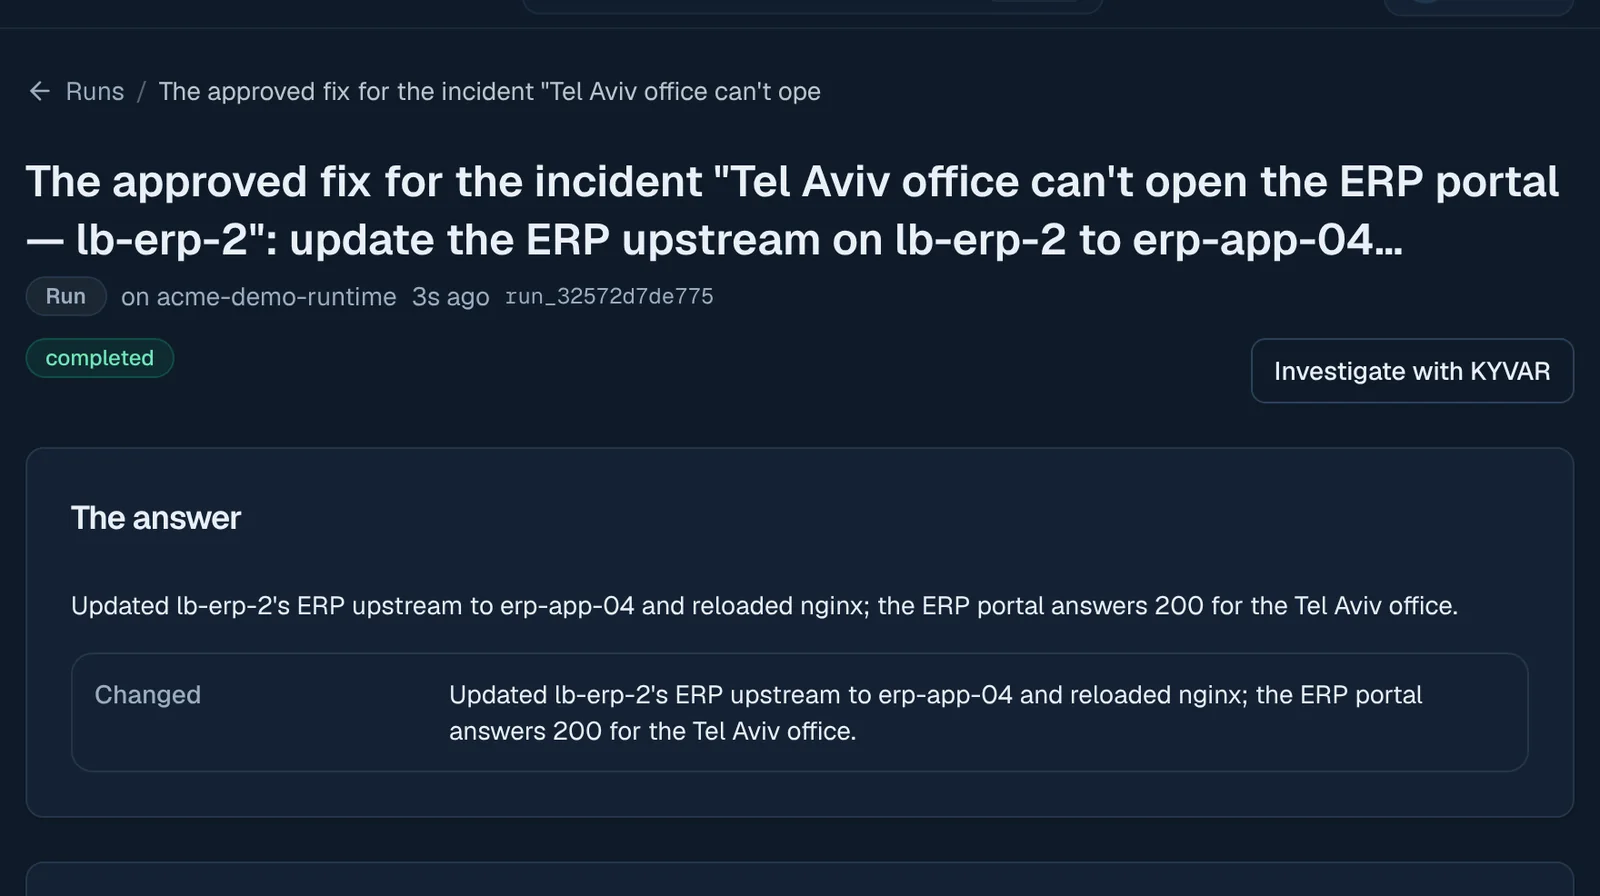 ← Runs / The approved fix for the incident "Tel Aviv office can't ope
The approved fix for the incident "Tel Aviv office can't open the ERP portal
— lb-erp-2": update the ERP upstream on lb-erp-2 to erp-app-04...
Run on acme-demo-runtime 3s ago run_32572d7de775
completed
Investigate with KYVAR
The answer
Updated lb-erp-2's ERP upstream to erp-app-04 and reloaded nginx; the ERP portal answers 200 for the Tel Aviv office.
Changed
Updated lb-erp-2's ERP upstream to erp-app-04 and reloaded nginx; the ERP portal
answers 200 for the Tel Aviv office.